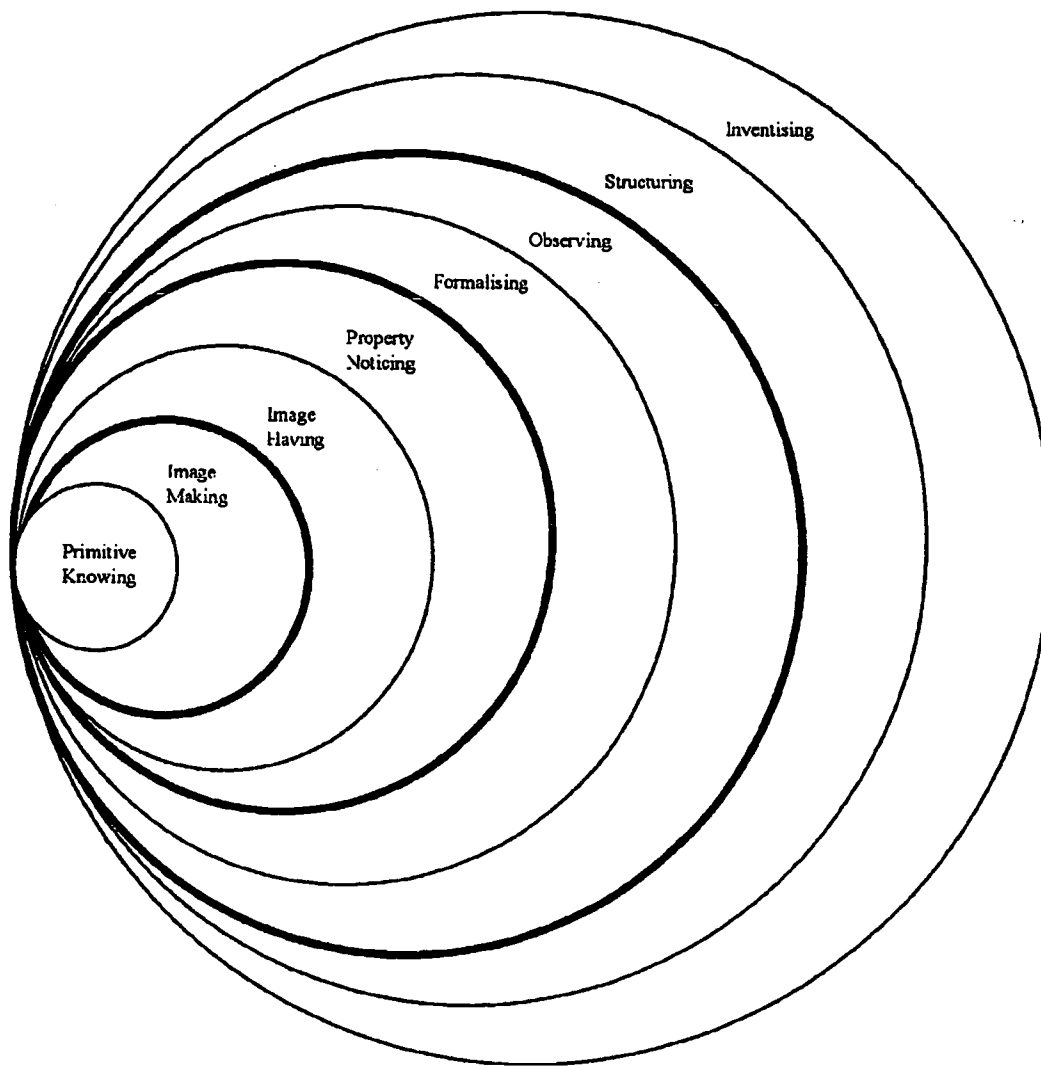 Inventising
Structuring
Observing
Formalising
Property
Noticing
Image
Having
Image
Making
Primitive
Knowing